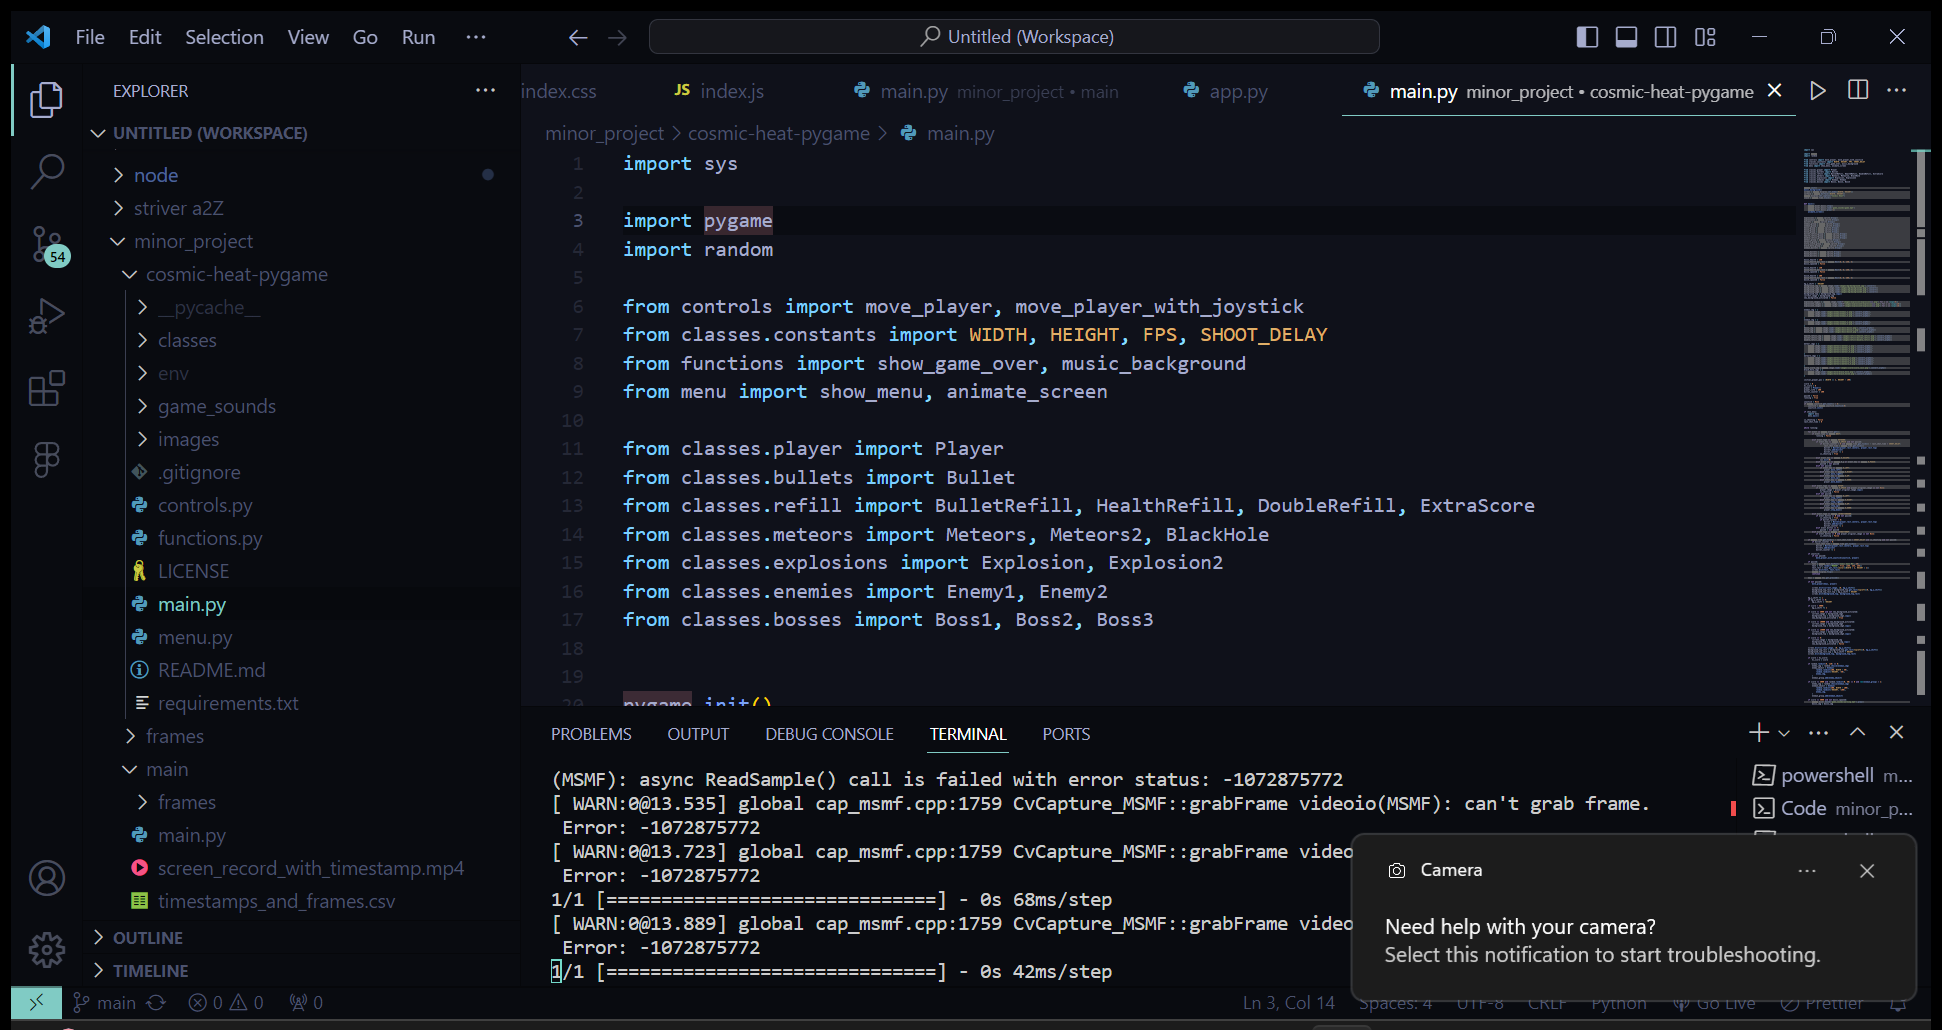 File Edit Selection View Go Run ···
Untitled (Workspace)
EXPLORER
index.css
JS index.js
main.py minor_project • main
app.py
main.py minor_project • cosmic-heat-pygame
UNTITLED (WORKSPACE)
node
striver a2Z
minor_project
cosmic-heat-pygame
__pycache__
classes
env
game_sounds
images
.gitignore
controls.py
functions.py
LICENSE
main.py
menu.py
README.md
requirements.txt
frames
main
frames
main.py
screen_record_with_timestamp.mp4
timestamps_and_frames.csv
OUTLINE
TIMELINE
54
minor_project > cosmic-heat-pygame > main.py
1 import sys
2
3 import pygame
4 import random
5
6 from controls import move_player, move_player_with_joystick
7 from classes.constants import WIDTH, HEIGHT, FPS, SHOOT_DELAY
8 from functions import show_game_over, music_background
9 from menu import show_menu, animate_screen
10
11 from classes.player import Player
12 from classes.bullets import Bullet
13 from classes.refill import BulletRefill, HealthRefill, DoubleRefill, ExtraScore
14 from classes.meteors import Meteors, Meteors2, BlackHole
15 from classes.explosions import Explosion, Explosion2
16 from classes.enemies import Enemy1, Enemy2
17 from classes.bosses import Boss1, Boss2, Boss3
18
19
20 pygame.init()
PROBLEMS OUTPUT DEBUG CONSOLE TERMINAL PORTS
(MSMF): async ReadSample() call is failed with error status: -1072875772
[ WARN:0@13.535] global cap_msmf.cpp:1759 CvCapture_MSMF::grabFrame videoio(MSMF): can't grab frame.
Error: -1072875772
[ WARN:0@13.723] global cap_msmf.cpp:1759 CvCapture_MSMF::grabFrame video
Error: -1072875772
1/1 [==============================] - 0s 68ms/step
[ WARN:0@13.889] global cap_msmf.cpp:1759 CvCapture_MSMF::grabFrame video
Error: -1072875772
1/1 [==============================] - 0s 42ms/step
powershell m...
Code minor_p...
Camera
Need help with your camera?
Select this notification to start troubleshooting.
main 0 0 0
Ln 3, Col 14 Spaces: 4 UTF-8 CRLF Python Go Live Prettier